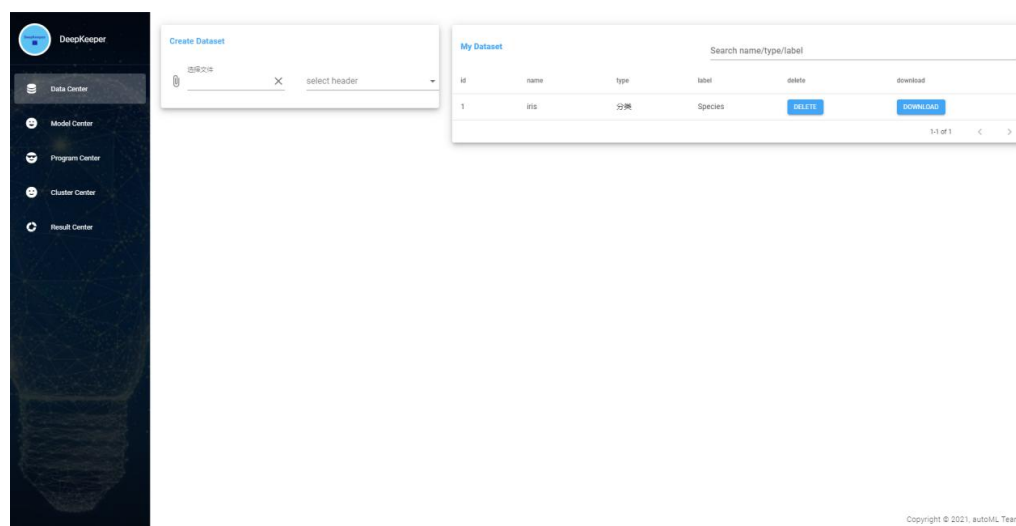 DeepKeeper
Data Center
Model Center
Program Center
Cluster Center
Result Center
Create Dataset
选择文件
select header
My Dataset
Search name/type/label
id name type label delete download
1 iris 分类 Species DELETE DOWNLOAD
1-1 of 1
Copyright © 2021, autoML Tear